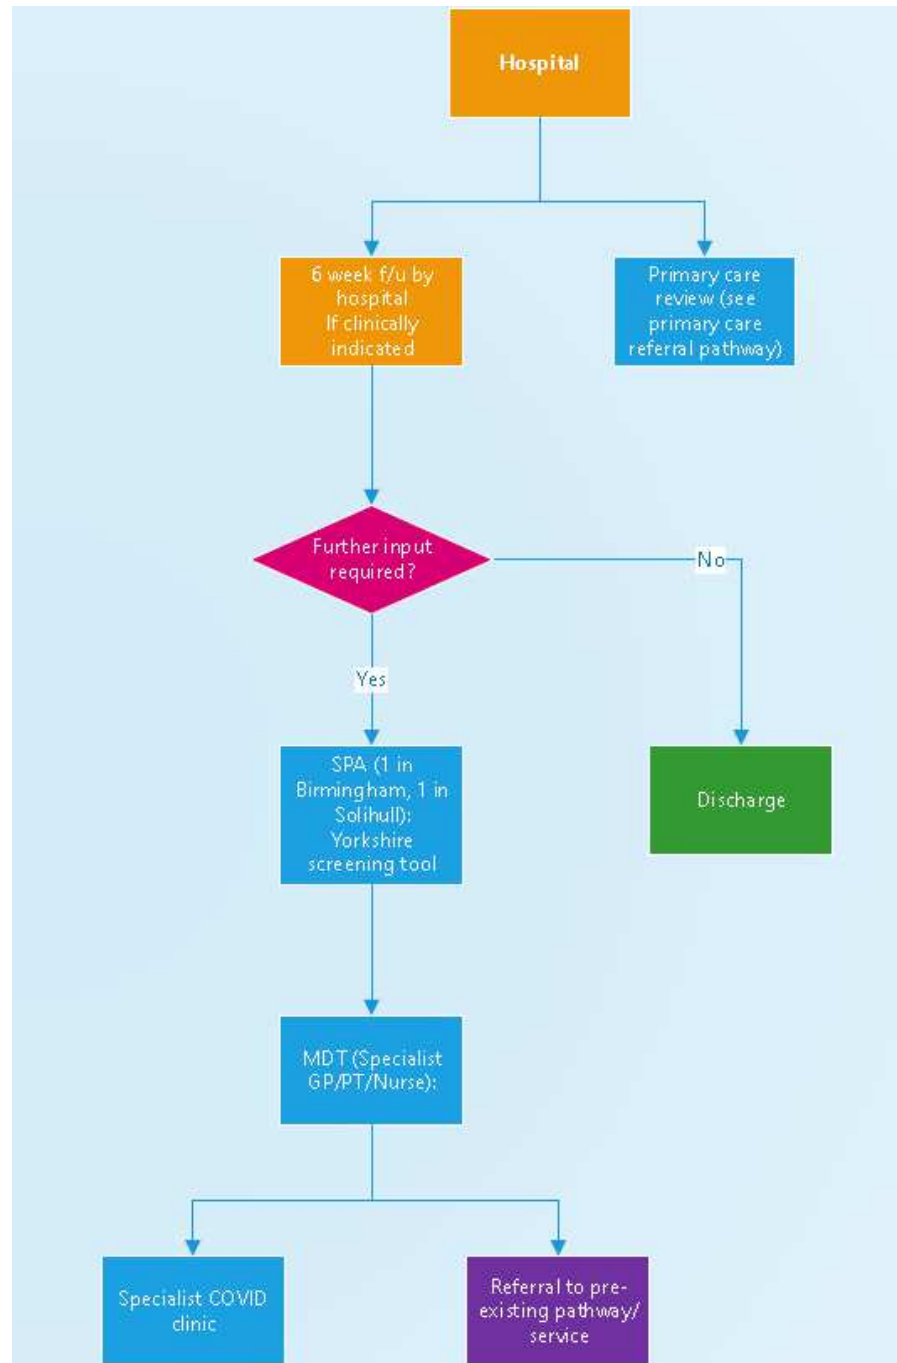 Hospital
6 week f/u by
hospital
If clinically
indicated
Primary care
review (see
primary care
referral pathway)
Further input
required?
No
Yes
SPA (1 in
Birmingham, 1 in
Solihull):
Yorkshire
screening tool
Discharge
MDT (Specialist
GP/PT/Nurse):
Specialist COVID
clinic
Referral to pre-
existing pathway/
service